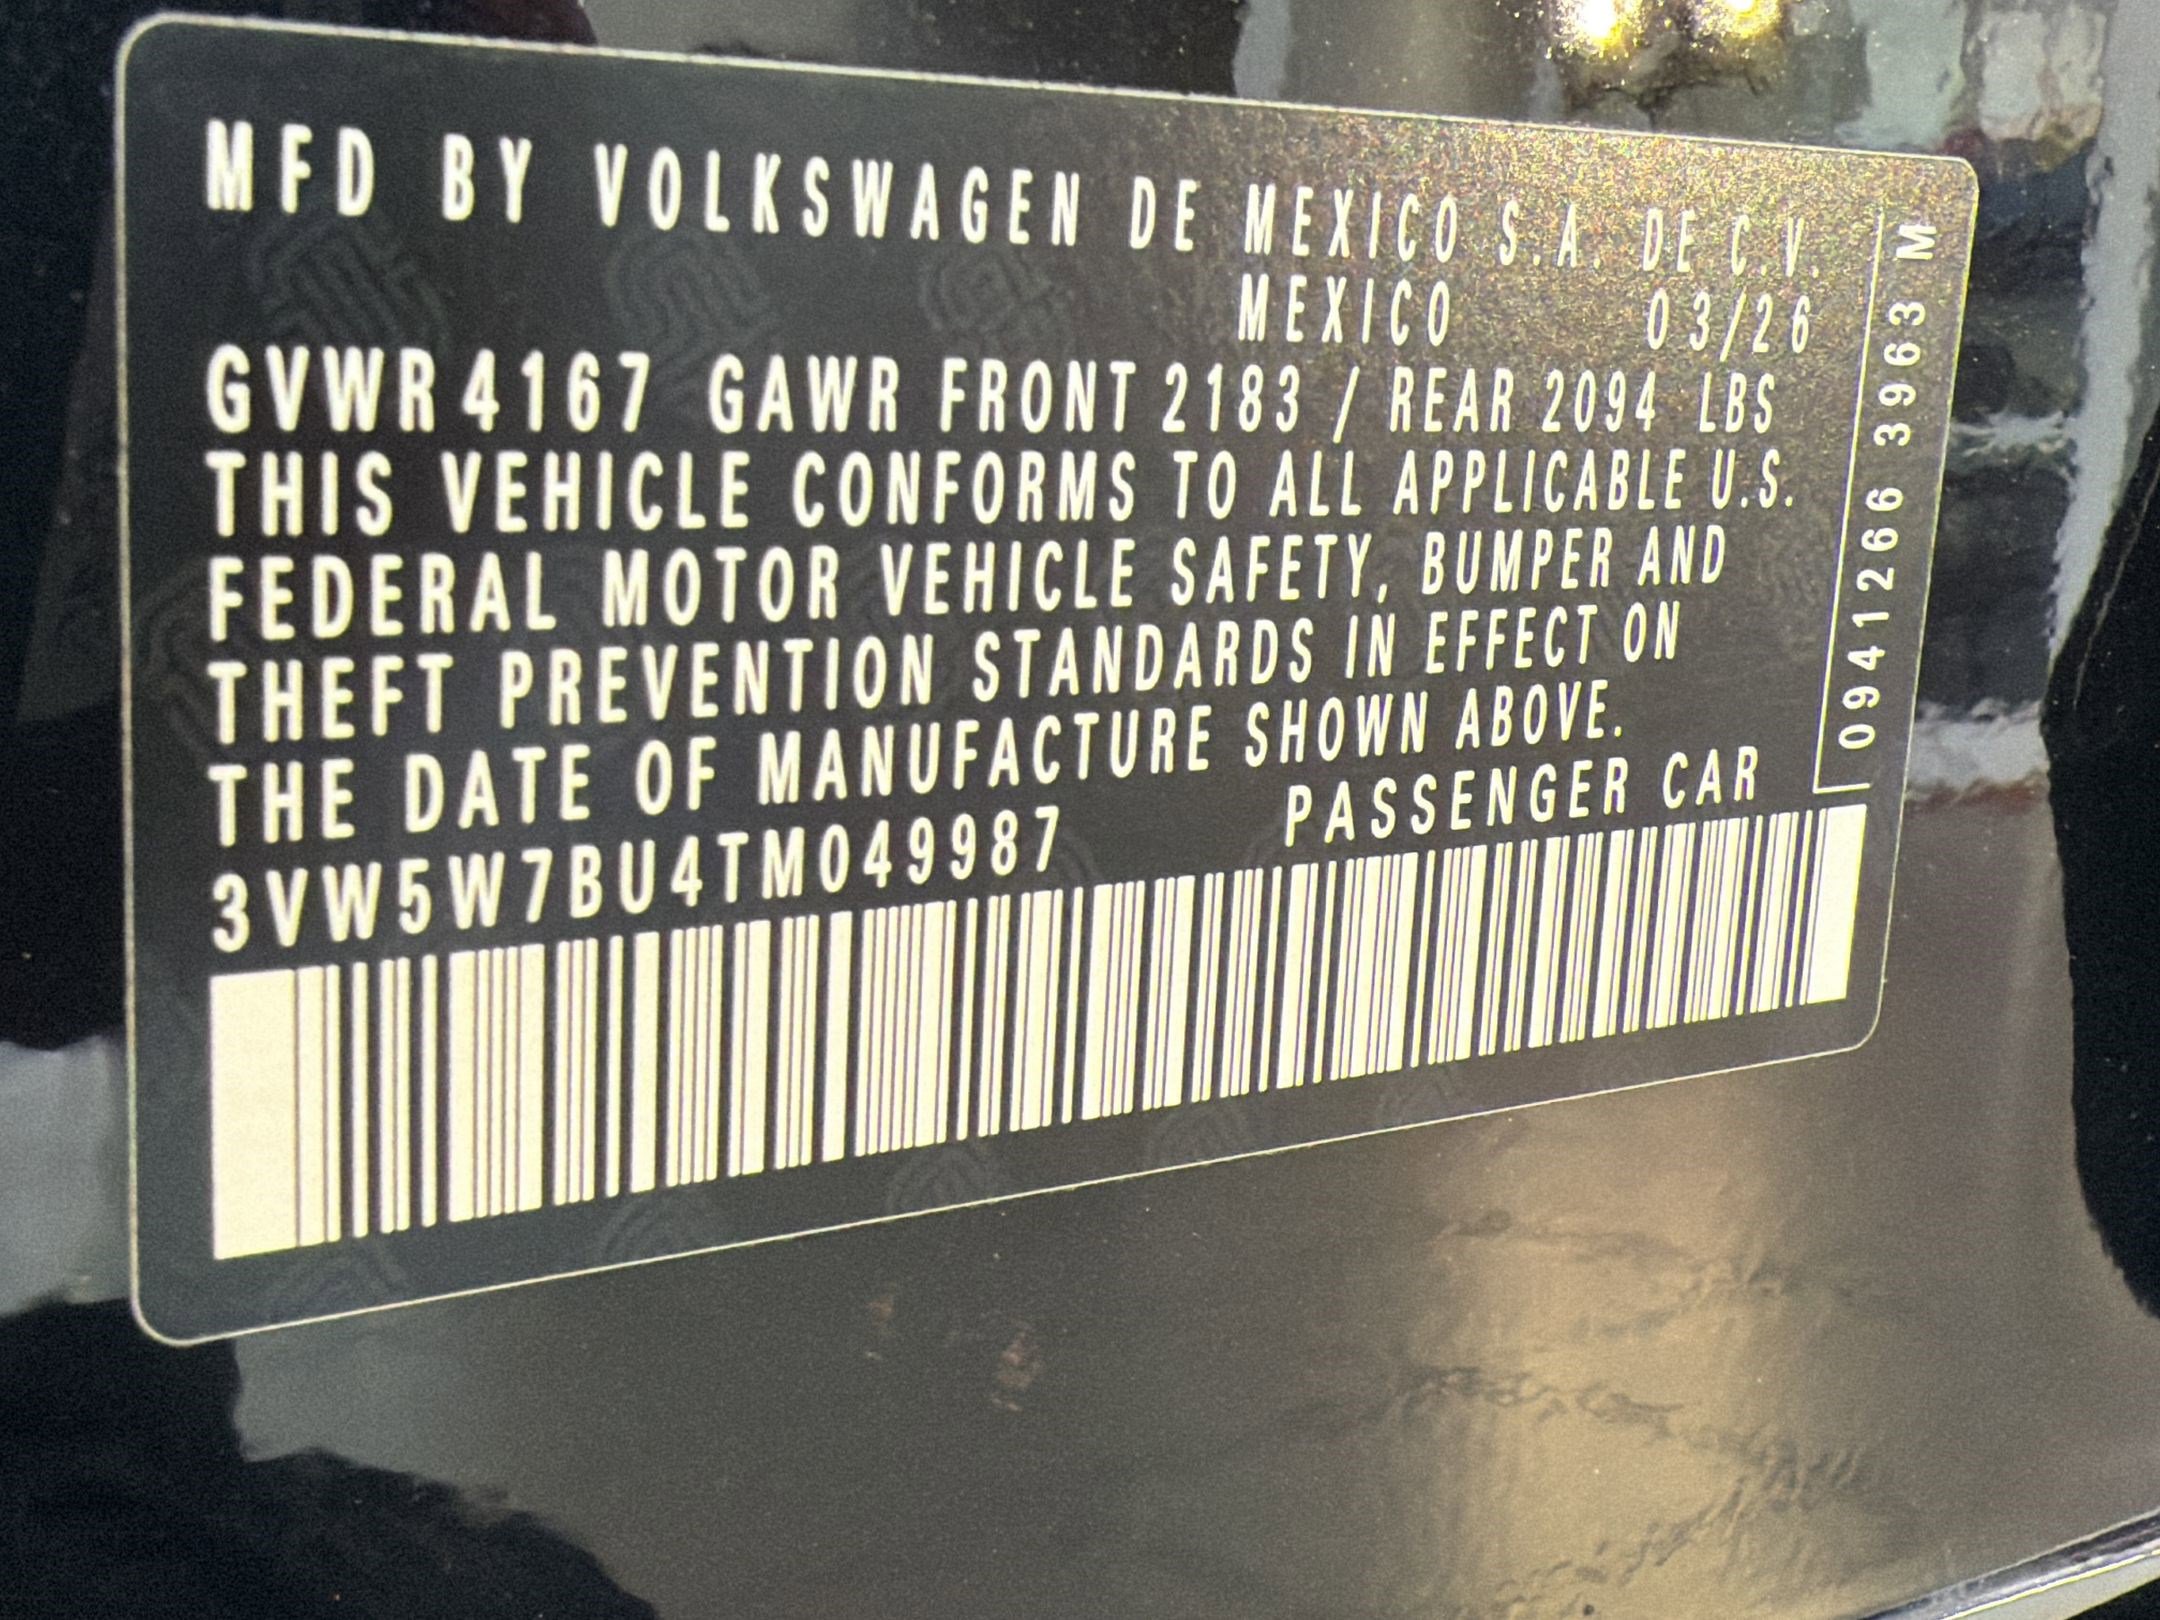 MFD BY VOLKSWAGEN DE MEXICO S.A. DE C.V.
MEXICO 03/26
GVWR 4167 GAWR FRONT 2183 / REAR 2094 LBS
THIS VEHICLE CONFORMS TO ALL APPLICABLE U.S.
FEDERAL MOTOR VEHICLE SAFETY, BUMPER AND
THEFT PREVENTION STANDARDS IN EFFECT ON
THE DATE OF MANUFACTURE SHOWN ABOVE.
3VW5W7BU4TM049987 PASSENGER CAR
0941266 3963 M